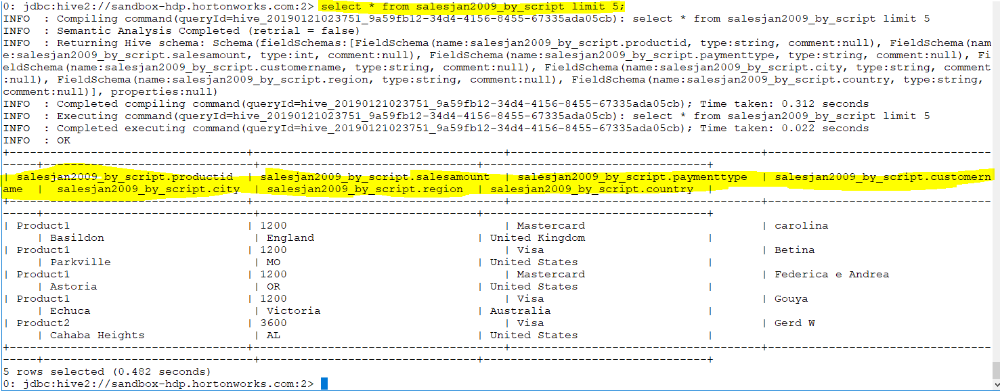 0: jdbc:hive2://sandbox-hdp.hortonworks.com:2> select * from salesjan2009_by_script limit 5;
INFO  : Compiling command(queryId=hive_20190121023751_9a59fb12-34d4-4156-8455-67335ada05cb): select * from salesjan2009_by_script limit 5
INFO  : Semantic Analysis Completed (retrial = false)
INFO  : Returning Hive schema: Schema(fieldSchemas:[FieldSchema(name:salesjan2009_by_script.productid, type:string, comment:null), FieldSchema(nam
e:salesjan2009_by_script.salesamount, type:int, comment:null), FieldSchema(name:salesjan2009_by_script.paymenttype, type:string, comment:null), Fi
eldSchema(name:salesjan2009_by_script.customername, type:string, comment:null), FieldSchema(name:salesjan2009_by_script.city, type:string, comment
:null), FieldSchema(name:salesjan2009_by_script.region, type:string, comment:null), FieldSchema(name:salesjan2009_by_script.country, type:string,
comment:null)], properties:null)
INFO  : Completed compiling command(queryId=hive_20190121023751_9a59fb12-34d4-4156-8455-67335ada05cb); Time taken: 0.312 seconds
INFO  : Executing command(queryId=hive_20190121023751_9a59fb12-34d4-4156-8455-67335ada05cb): select * from salesjan2009_by_script limit 5
INFO  : Completed executing command(queryId=hive_20190121023751_9a59fb12-34d4-4156-8455-67335ada05cb); Time taken: 0.022 seconds
INFO  : OK
| salesjan2009_by_script.productid | salesjan2009_by_script.salesamount | salesjan2009_by_script.paymenttype | salesjan2009_by_script.customern
ame | salesjan2009_by_script.city | salesjan2009_by_script.region | salesjan2009_by_script.country |
| Product1 | 1200 | Mastercard | carolina
| Basildon | England | United Kingdom |
| Product1 | 1200 | Visa | Betina
| Parkville | MO | United States |
| Product1 | 1200 | Mastercard | Federica e Andrea
| Astoria | OR | United States |
| Product1 | 1200 | Visa | Gouya
| Echuca | Victoria | Australia |
| Product2 | 3600 | Visa | Gerd W
| Cahaba Heights | AL | United States |
5 rows selected (0.482 seconds)
0: jdbc:hive2://sandbox-hdp.hortonworks.com:2>